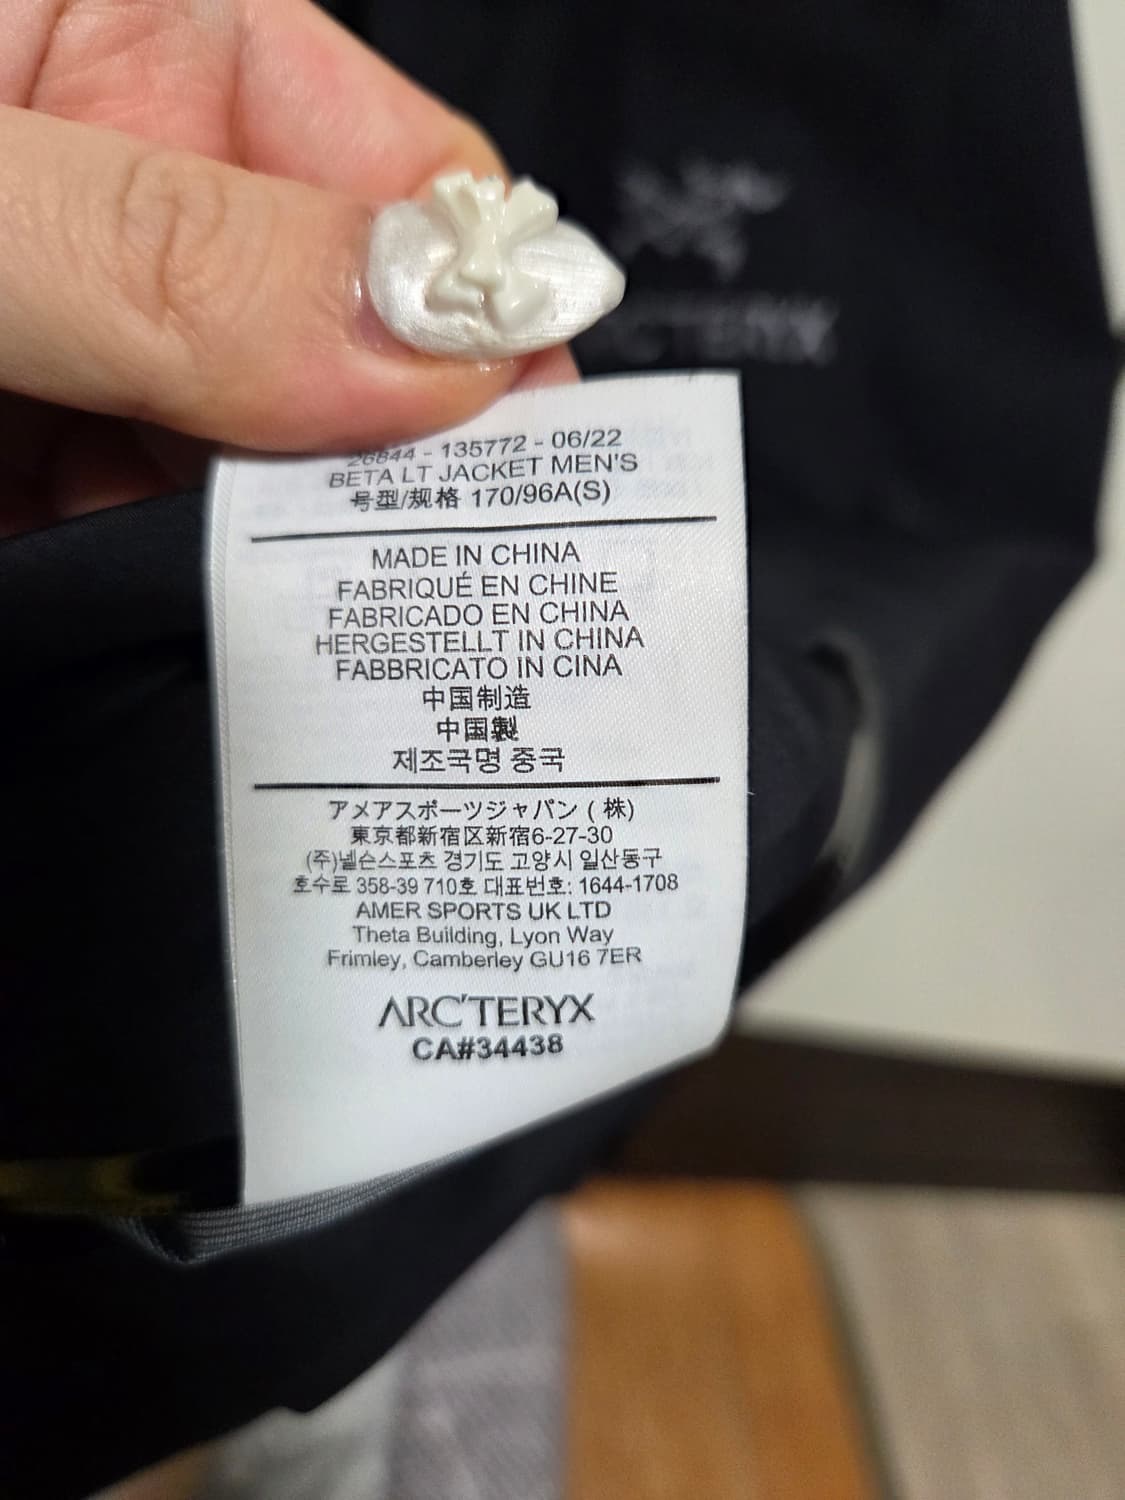 ARC'TERYX
26844 - 135772 - 06/22
BETA LT JACKET MEN'S
号型/规格 170/96A(S)
MADE IN CHINA
FABRIQUÉ EN CHINE
FABRICADO EN CHINA
HERGESTELLT IN CHINA
FABBRICATO IN CINA
中国制造
中国製
제조국명 중국
アメアスポーツジャパン ( 株)
東京都新宿区新宿6-27-30
(주)넬슨스포츠 경기도 고양시 일산동구
호수로 358-39 710호 대표번호: 1644-1708
AMER SPORTS UK LTD
Theta Building, Lyon Way
Frimley, Camberley GU16 7ER
ARC'TERYX
CA#34438